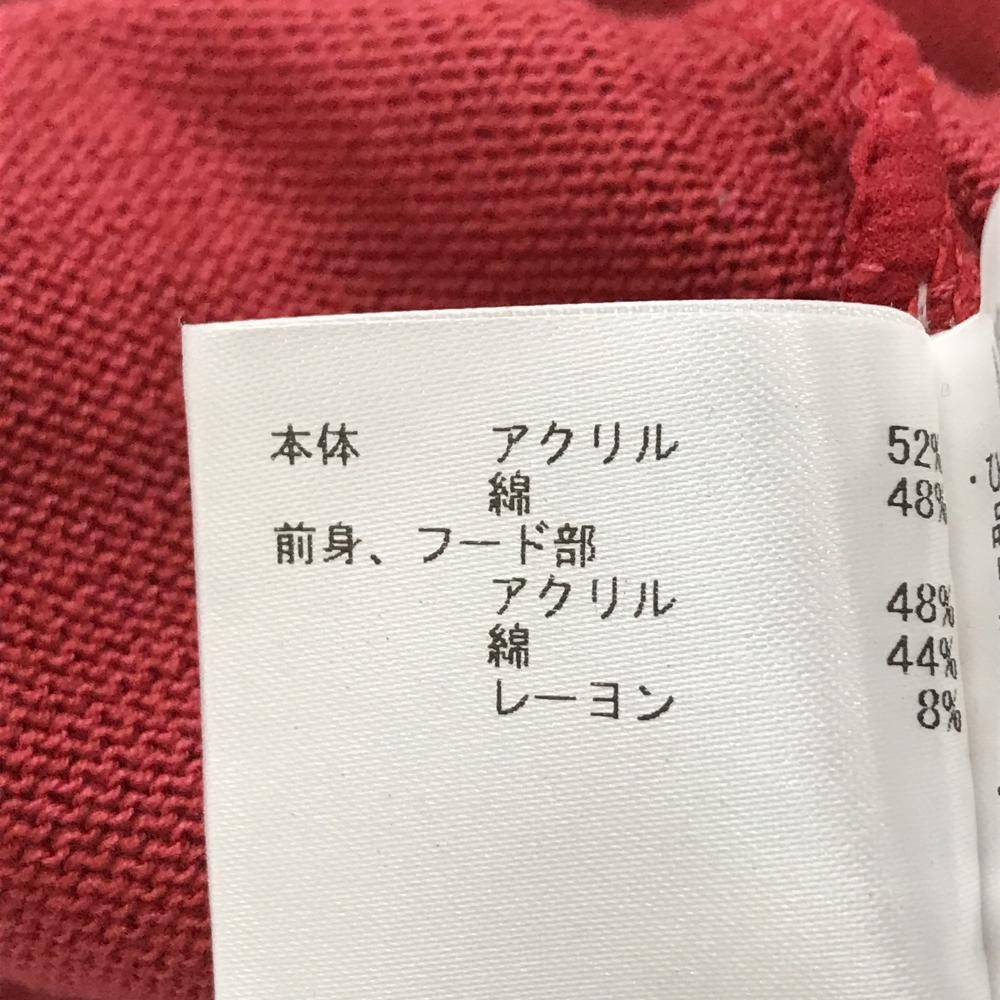 本体 アクリル 52%
綿 48%
前身、フード部
アクリル 48%
綿 44%
レーヨン 8%